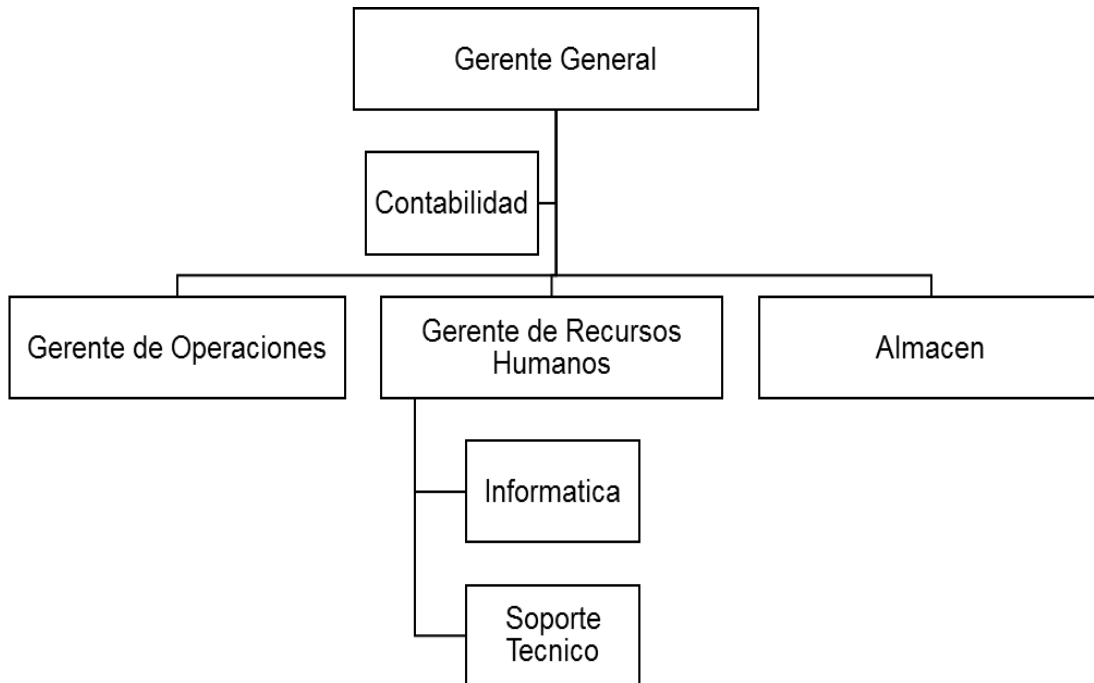 Gerente General
Contabilidad
Gerente de Operaciones
Gerente de Recursos
Humanos
Almacen
Informatica
Soporte
Tecnico